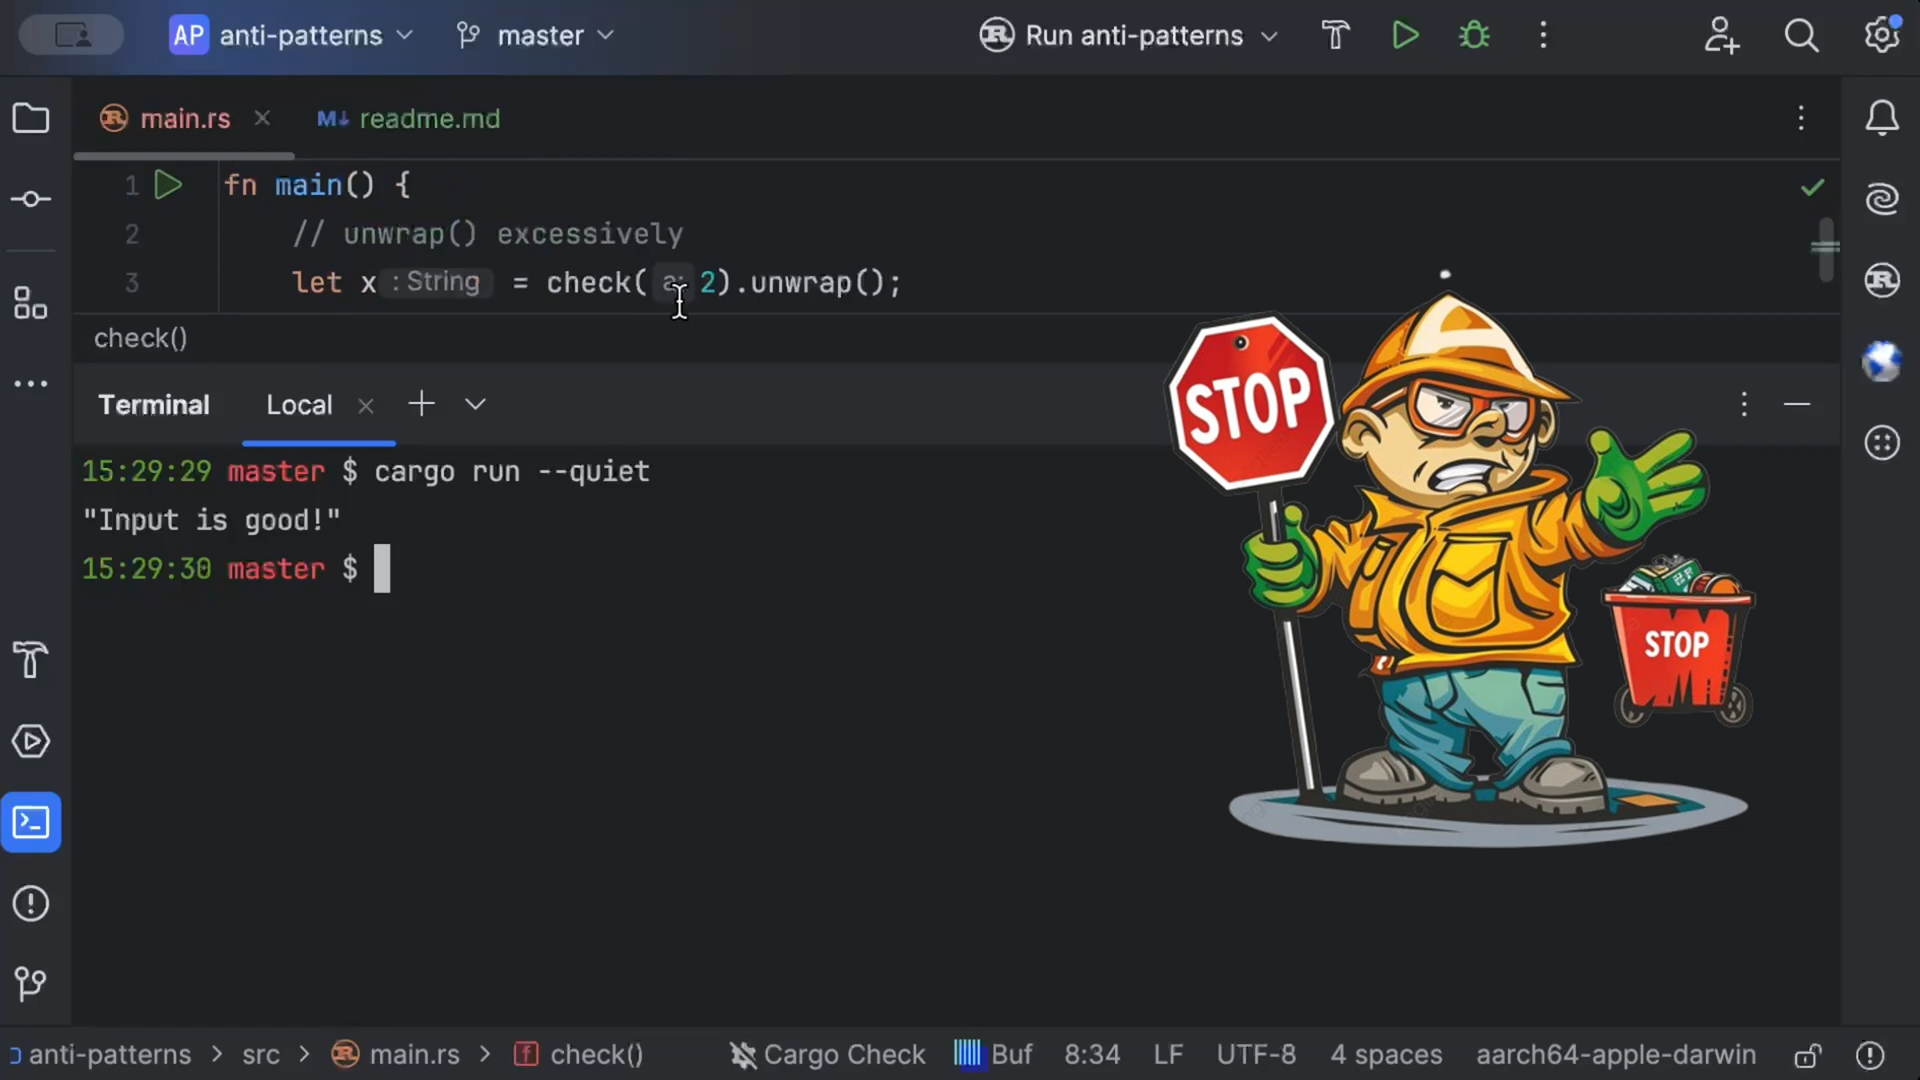 AP anti-patterns master Run anti-patterns
main.rs readme.md
1 fn main() {
2 // unwrap() excessively
3 let x : String = check( a: 2).unwrap();
check()
Terminal Local
15:29:29 master $ cargo run --quiet
"Input is good!"
15:29:30 master $
STOP
STOP
anti-patterns > src > main.rs > check() Cargo Check Buf 8:34 LF UTF-8 4 spaces aarch64-apple-darwin